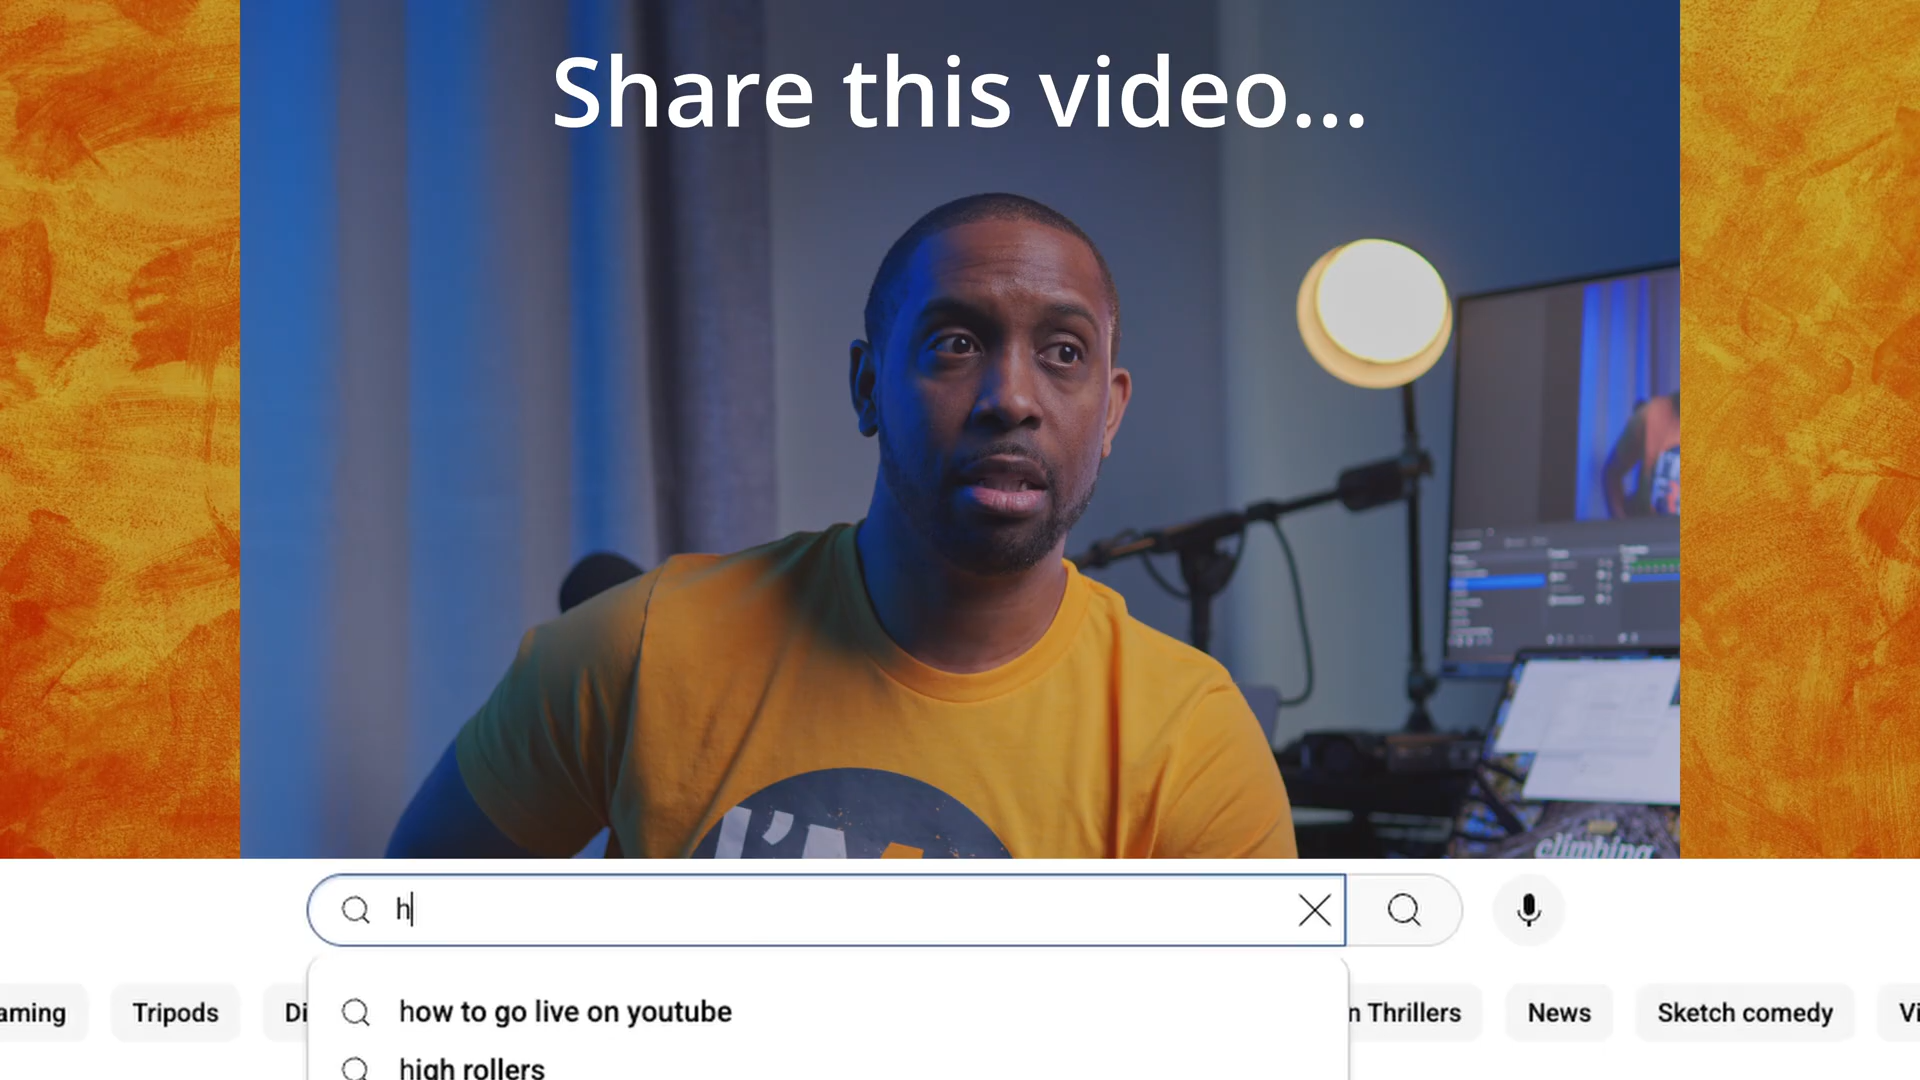 Share this video...
I'M
climbing
h
aming
Tripods
Di
how to go live on youtube
n Thrillers
News
Sketch comedy
Vi
high rollers